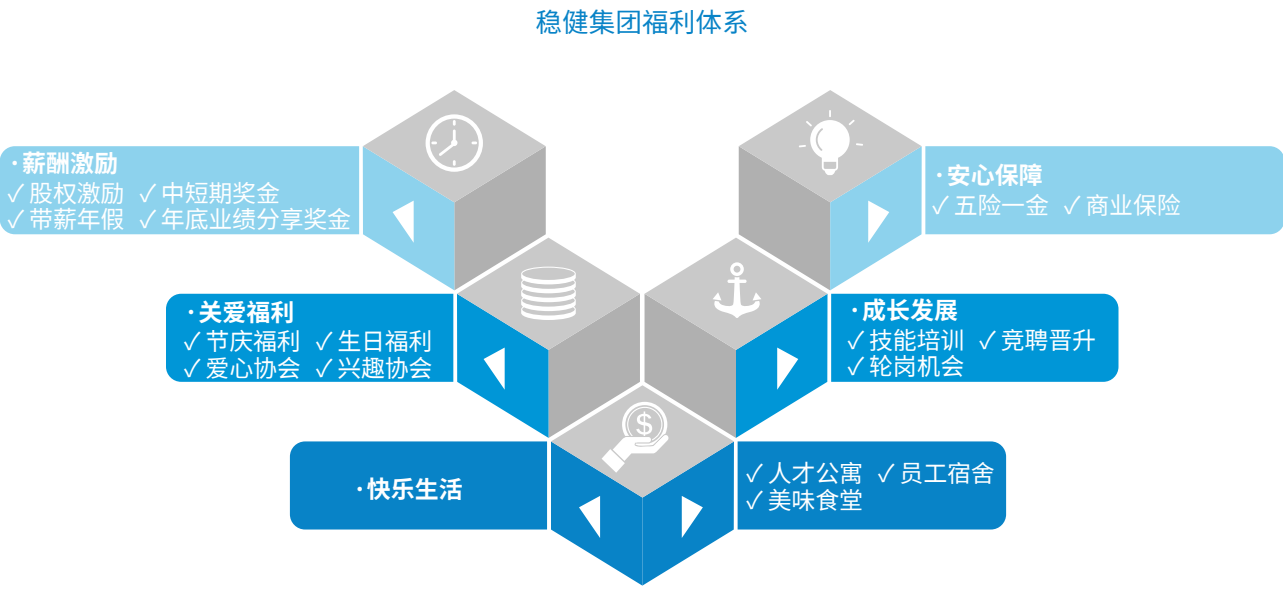 稳健集团福利体系
·薪酬激励
✓股权激励 ✓中短期奖金
✓带薪年假 ✓年底业绩分享奖金
·安心保障
✓五险一金 ✓商业保险
·关爱福利
✓节庆福利 ✓生日福利
✓爱心协会 ✓兴趣协会
·成长发展
✓技能培训 ✓竞聘晋升
✓轮岗机会
$
·快乐生活
✓人才公寓 ✓员工宿舍
✓美味食堂